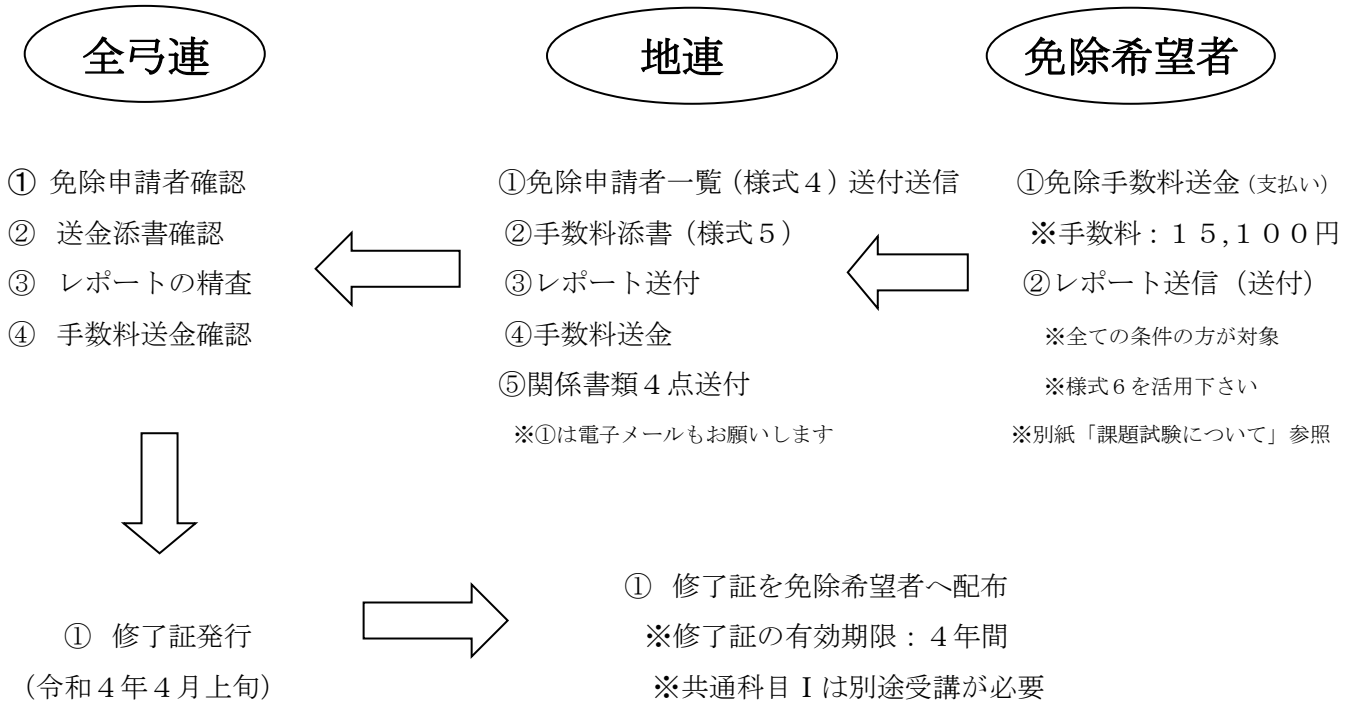 全弓連
地連
免除希望者
① 免除申請者確認
② 送金添書確認
③ レポートの精査
④ 手数料送金確認
①免除申請者一覧（様式４）送付送信
②手数料添書（様式５）
③レポート送付
④手数料送金
⑤関係書類４点送付
※①は電子メールもお願いします
①免除手数料送金（支払い）
※手数料：１５,１００円
②レポート送信（送付）
※全ての条件の方が対象
※様式６を活用下さい
※別紙「課題試験について」参照
① 修了証発行
（令和４年４月上旬）
① 修了証を免除希望者へ配布
※修了証の有効期限：４年間
※共通科目Ⅰは別途受講が必要